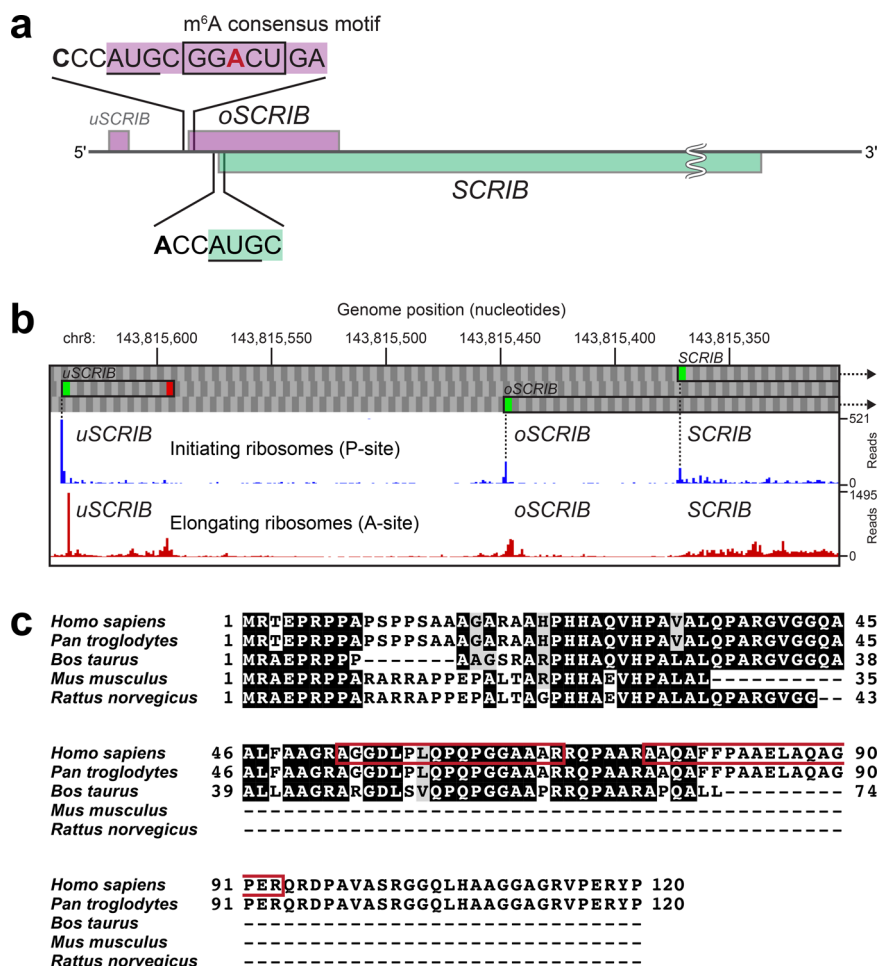 a
m⁶A consensus motif
CCCAUGCGGACUGA
uSCRIB
oSCRIB
5'
3'
SCRIB
ACCAUGC
b
Genome position (nucleotides)
chr8: 143,815,600 143,815,550 143,815,500 143,815,450 143,815,400 143,815,350
SCRIB
uSCRIB
oSCRIB
521
uSCRIB Initiating ribosomes (P-site) oSCRIB SCRIB
Reads
0
1495
uSCRIB Elongating ribosomes (A-site) oSCRIB SCRIB
Reads
0
c
Homo sapiens 1 MRTEPRPPAPSPPSAAAGARAAHPHHAQVHPAVALQPARGVGGQA 45
Pan troglodytes 1 MRTEPRPPAPSPPSAAAGARAAHPHHAQVHPAVALQPARGVGGQA 45
Bos taurus 1 MRAEPRPPP-------AAGSRARPHHAQVHPALALQPARGVGGQA 38
Mus musculus 1 MRAEPRPPARARRAPPEPALTARPHHAEVHPALAL---------- 35
Rattus norvegicus 1 MRAEPRPPARARRAPPAPALTAGPHHAEVHPALALQPARGVGG-- 43
Homo sapiens 46 ALFAAGRAGGDLPLQPQPGGAAARRQPAARAAQAFFPAAELAQAG 90
Pan troglodytes 46 ALFAAGRAGGDLPLQPQPGGAAARRQPAARAAQAFFPAAELAQAG 90
Bos taurus 39 ALLAAGRARGDLSVQPQPGGAAPRRQPAARAPQALL--------- 74
Mus musculus ---------------------------------------------
Rattus norvegicus ---------------------------------------------
Homo sapiens 91 PERQRDPAVASRGGQLHAAGGAGRVPERYP 120
Pan troglodytes 91 PERQRDPAVASRGGQLHAAGGAGRVPERYP 120
Bos taurus ------------------------------
Mus musculus ------------------------------
Rattus norvegicus ------------------------------